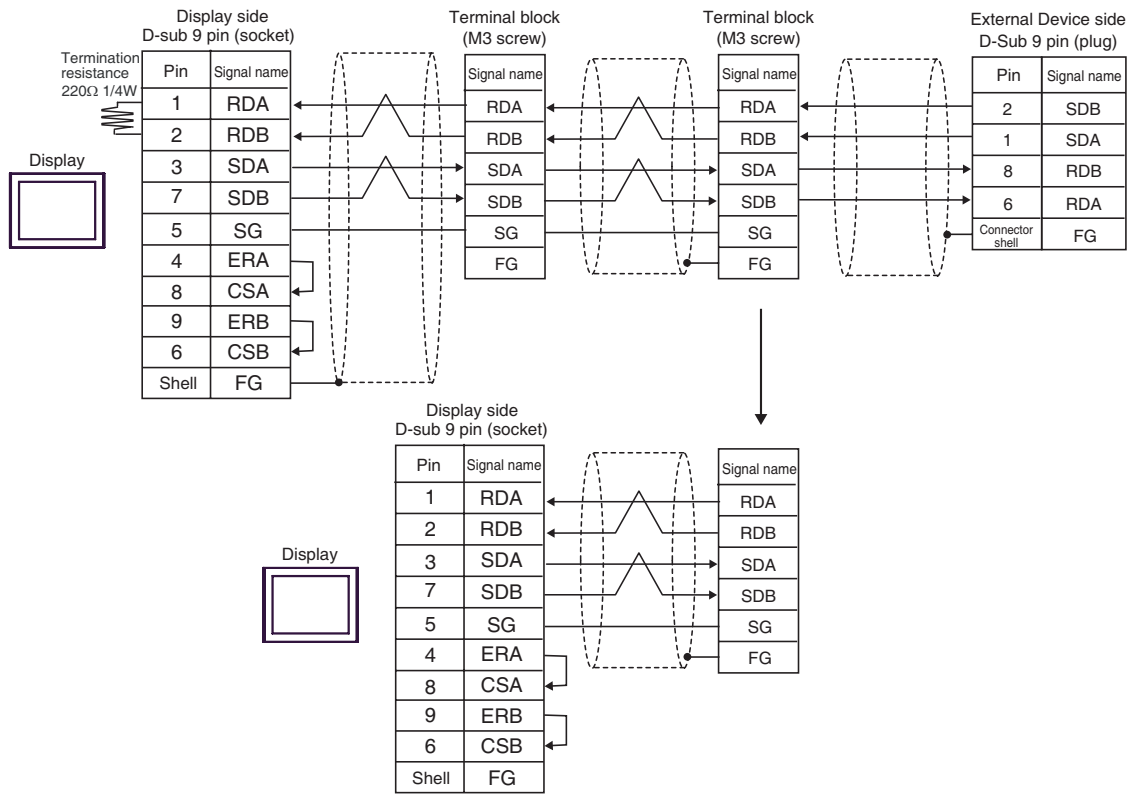 Display side
D-sub 9 pin (socket)
Termination
resistance
220Ω 1/4W
Pin Signal name
1 RDA
2 RDB
3 SDA
7 SDB
5 SG
4 ERA
8 CSA
9 ERB
6 CSB
Shell FG
Display
Terminal block
(M3 screw)
Signal name
RDA
RDB
SDA
SDB
SG
FG
Terminal block
(M3 screw)
Signal name
RDA
RDB
SDA
SDB
SG
FG
External Device side
D-Sub 9 pin (plug)
Pin Signal name
2 SDB
1 SDA
8 RDB
6 RDA
Connector
shell
FG
Display side
D-sub 9 pin (socket)
Pin Signal name
1 RDA
2 RDB
3 SDA
7 SDB
5 SG
4 ERA
8 CSA
9 ERB
6 CSB
Shell FG
Display
Signal name
RDA
RDB
SDA
SDB
SG
FG